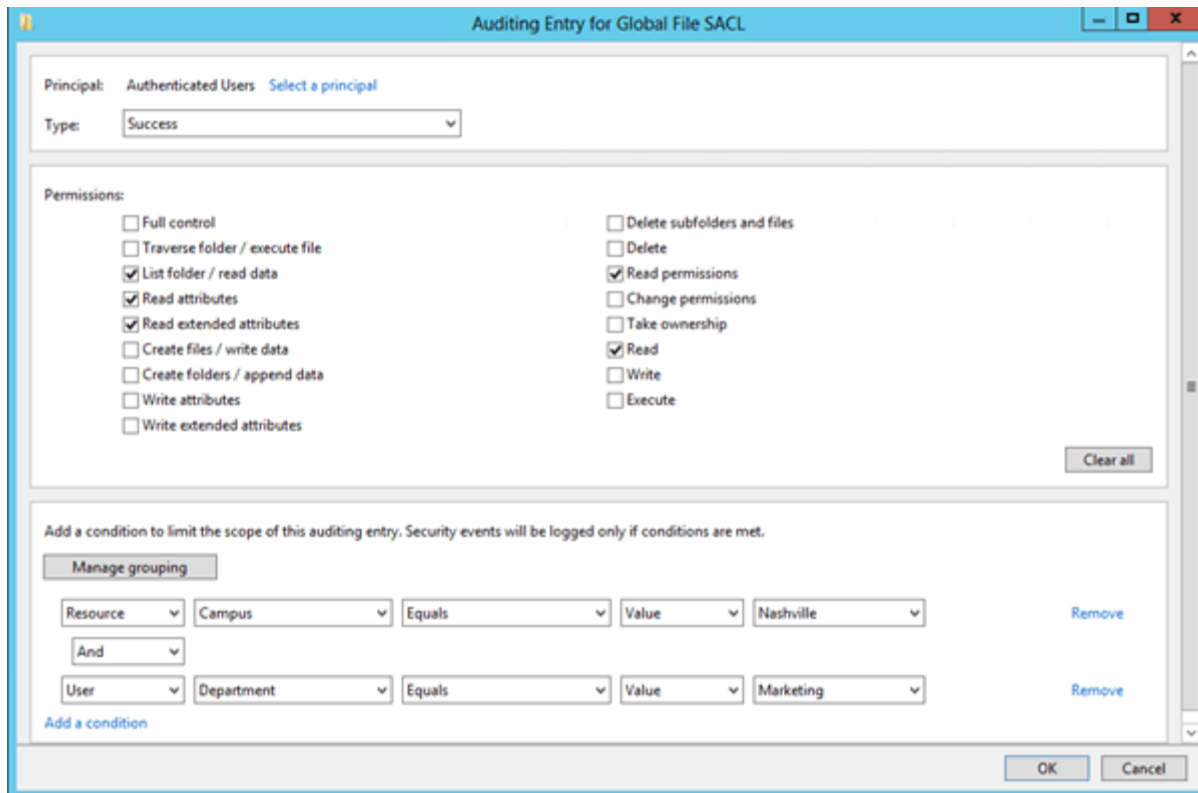 Auditing Entry for Global File SACL
Principal: Authenticated Users Select a principal
Type: Success
Permissions:
Full control
Traverse folder / execute file
List folder / read data
Read attributes
Read extended attributes
Create files / write data
Create folders / append data
Write attributes
Write extended attributes
Delete subfolders and files
Delete
Read permissions
Change permissions
Take ownership
Read
Write
Execute
Clear all
Add a condition to limit the scope of this auditing entry. Security events will be logged only if conditions are met.
Manage grouping
Resource Campus Equals Value Nashville Remove
And
User Department Equals Value Marketing Remove
Add a condition
OK Cancel